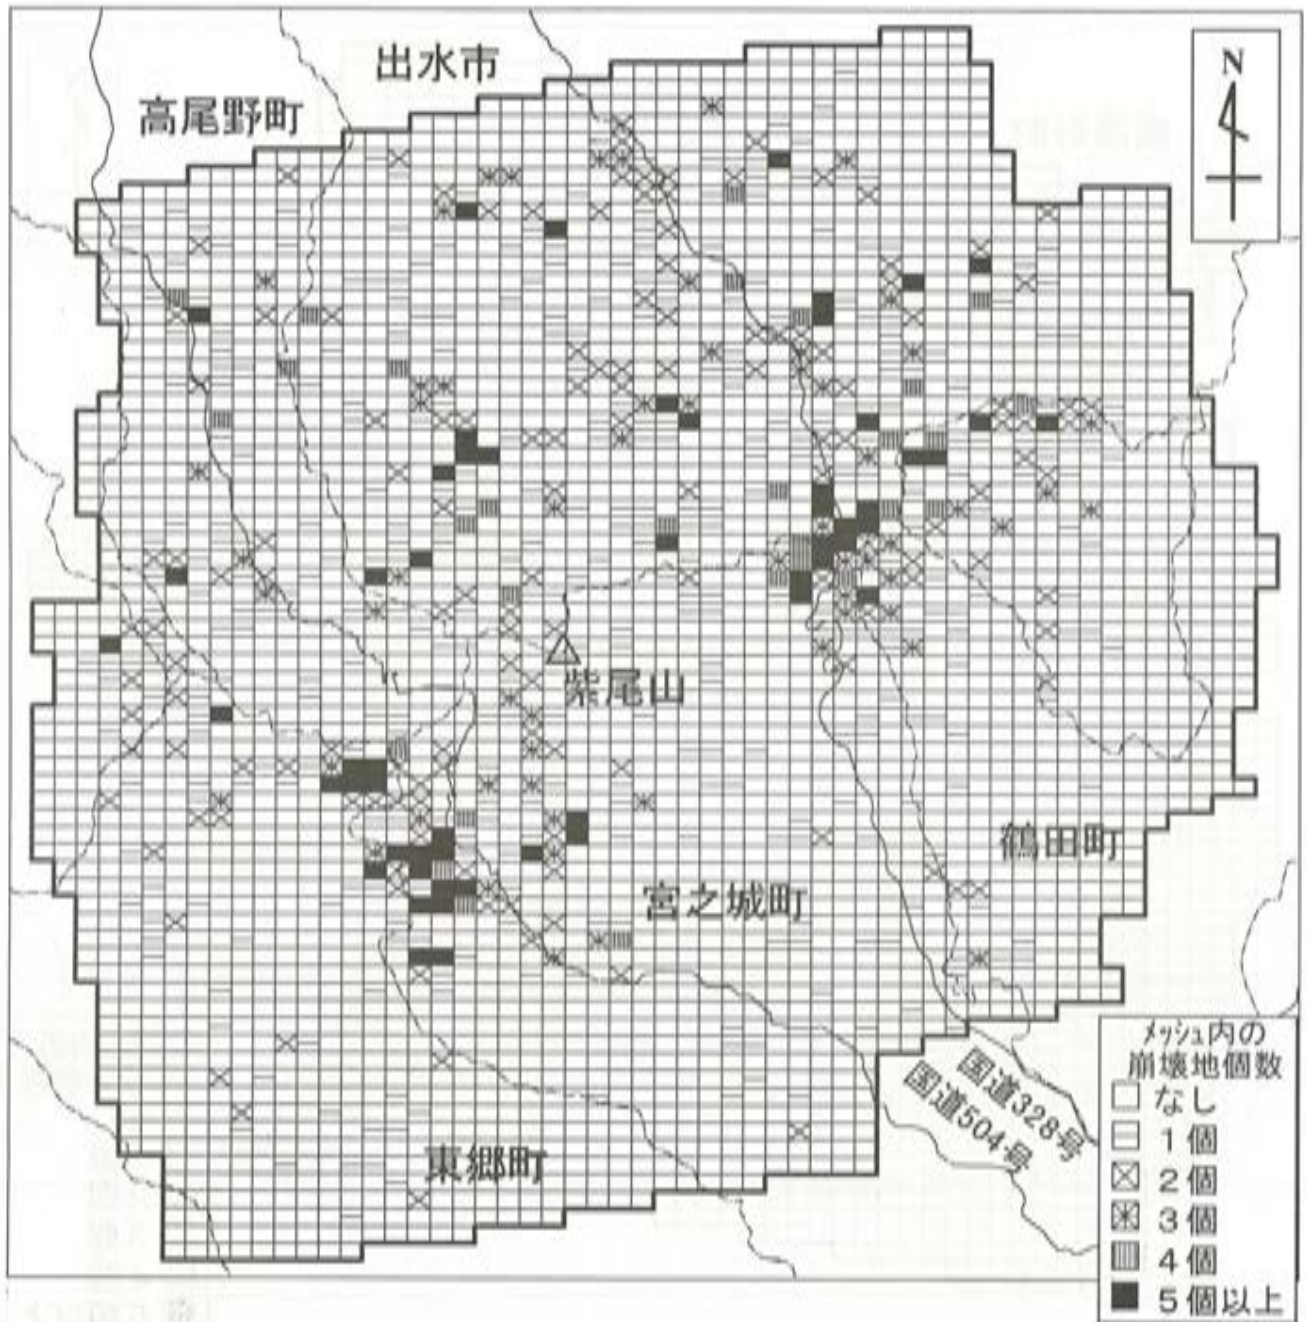 出水市
高尾野町
N
紫尾山
鶴田町
宮之城町
国道328号
国道504号
東郷町
メッシュ内の
崩壊地個数
なし
1個
2個
3個
4個
5個以上